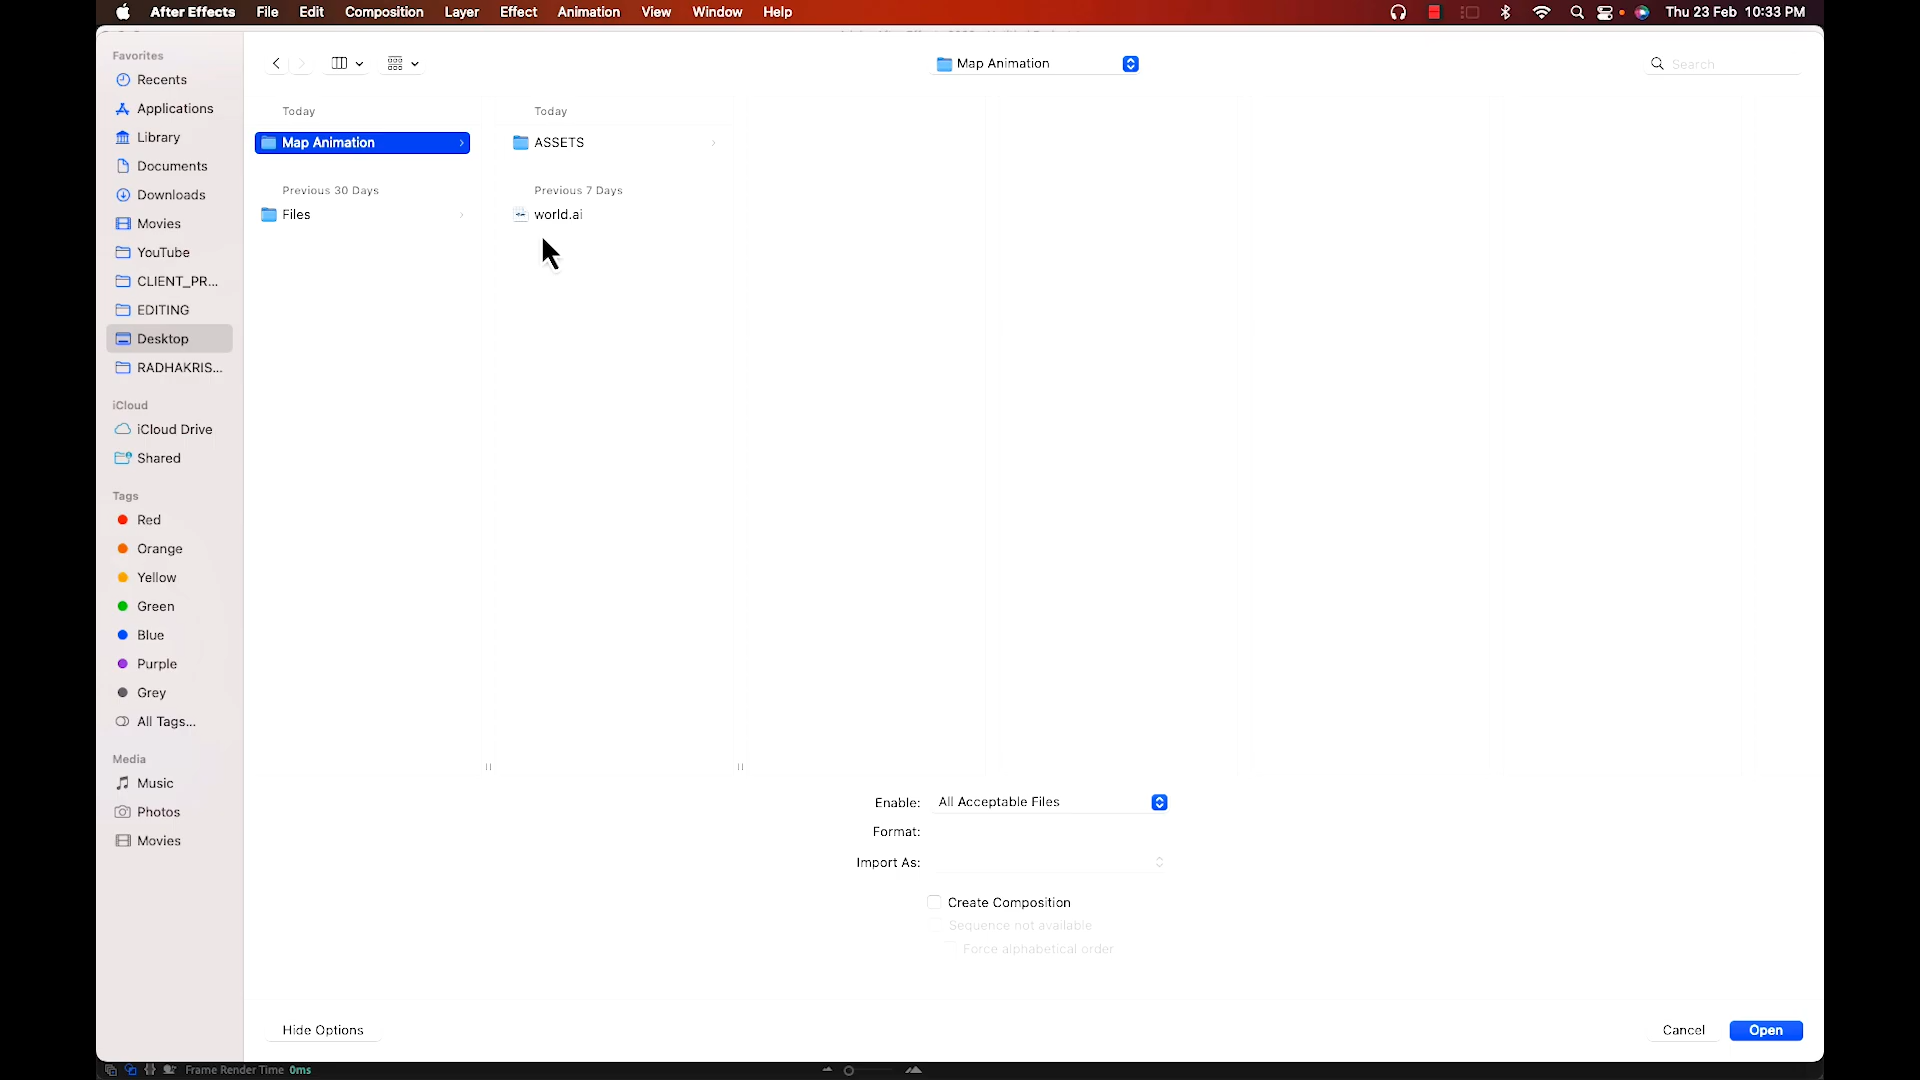 After Effects File Edit Composition Layer Effect Animation View Window Help Thu 23 Feb 10:33 PM
Favorites
Recents
Applications
Library
Documents
Downloads
Movies
YouTube
CLIENT_PR...
EDITING
Desktop
RADHAKRIS...
iCloud
iCloud Drive
Shared
Tags
Red
Orange
Yellow
Green
Blue
Purple
Grey
All Tags...
Media
Music
Photos
Movies
Map Animation
Search
Today
Map Animation
Previous 30 Days
Files
Today
ASSETS
Previous 7 Days
world.ai
Enable: All Acceptable Files
Format:
Import As:
Create Composition
Sequence not available
Force alphabetical order
Hide Options
Cancel
Open
Frame Render Time 0ms